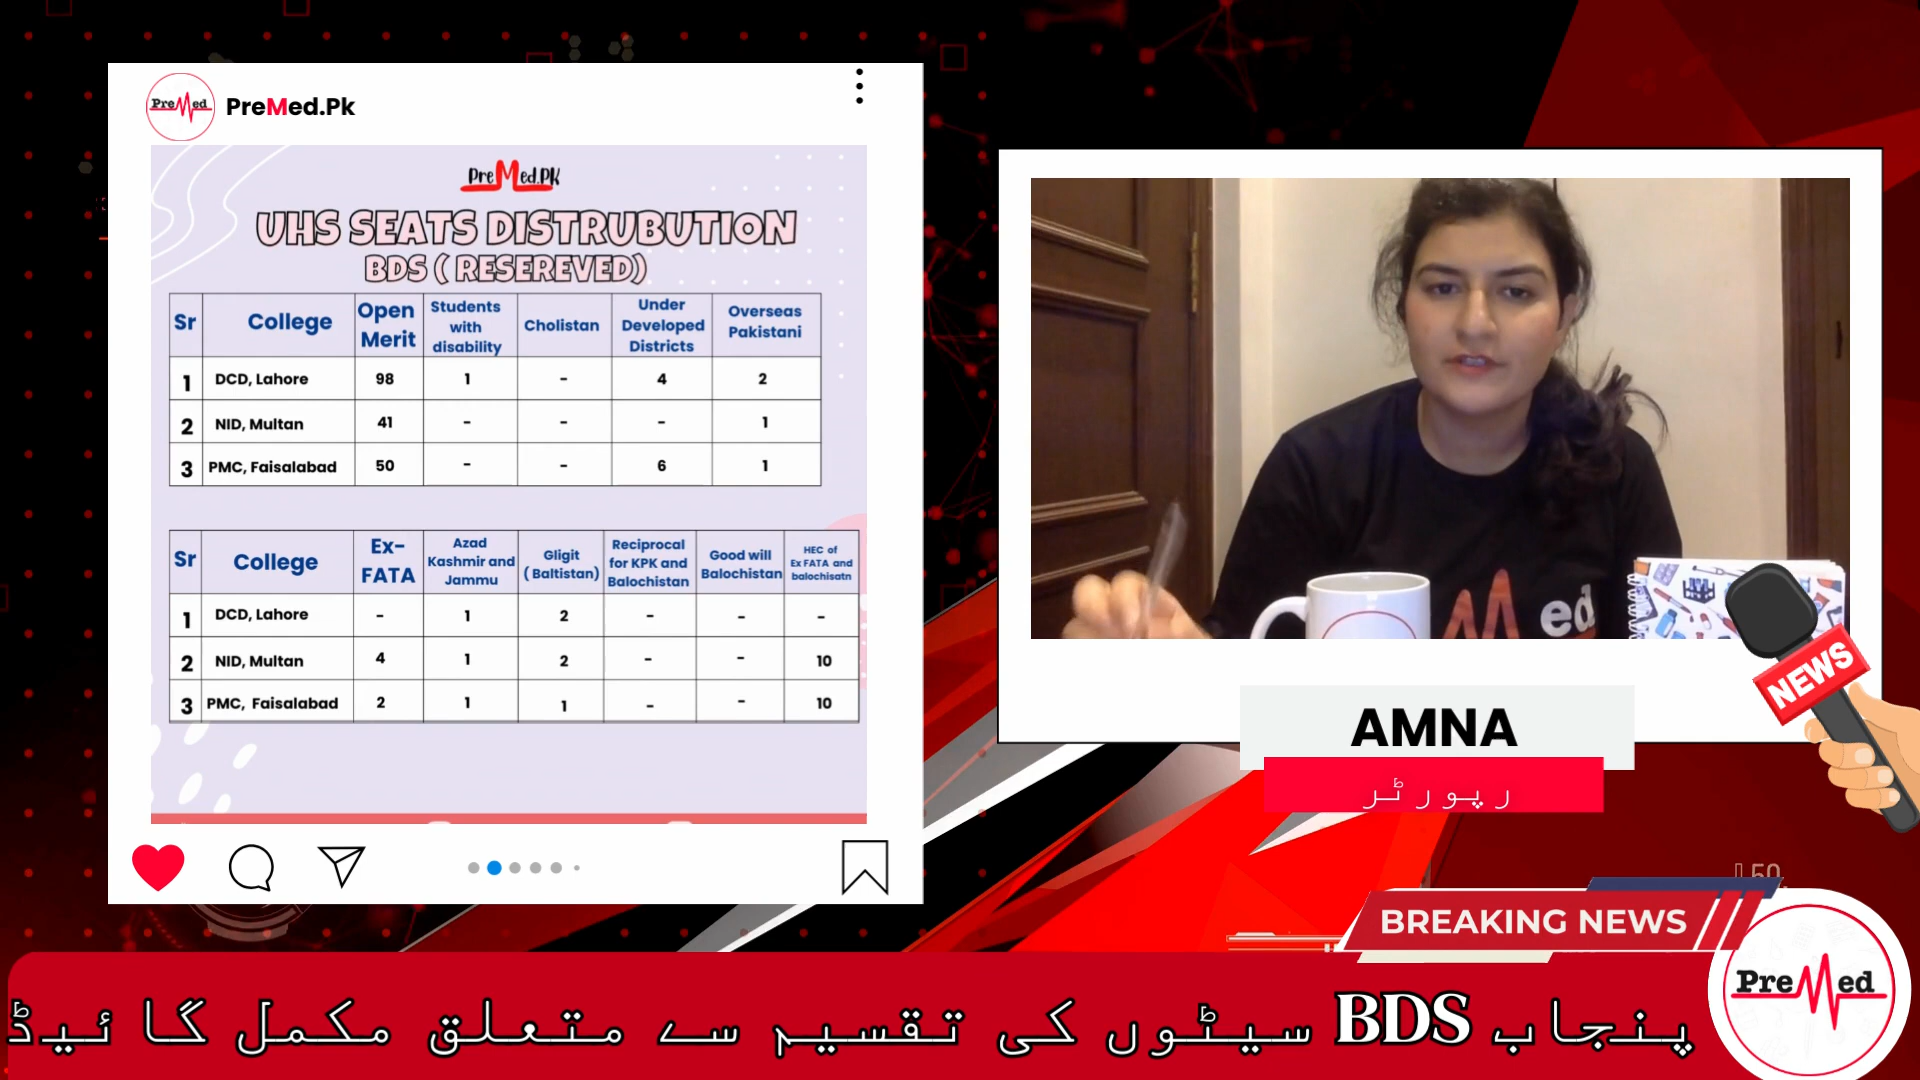 PreMed
PreMed.Pk
PreMed.PK
UHS SEATS DISTRUBUTION
BDS ( RESEREVED)
Sr College Open Merit Students with disability Cholistan Under Developed Districts Overseas Pakistani
1 DCD, Lahore 98 1 - 4 2
2 NID, Multan 41 - - - 1
3 PMC, Faisalabad 50 - - 6 1
Sr College Ex-FATA Azad Kashmir and Jammu Gligit ( Baltistan) Reciprocal for KPK and Balochistan Good will Balochistan HEC of Ex FATA and balochisatn
1 DCD, Lahore - 1 2 - - -
2 NID, Multan 4 1 2 - - 10
3 PMC, Faisalabad 2 1 1 - - 10
Med
NEWS
AMNA
رپورٹر
50
BREAKING NEWS
PreMed
پنجاب BDS سیٹوں کی تقسیم سے متعلق مکمل گائیڈ